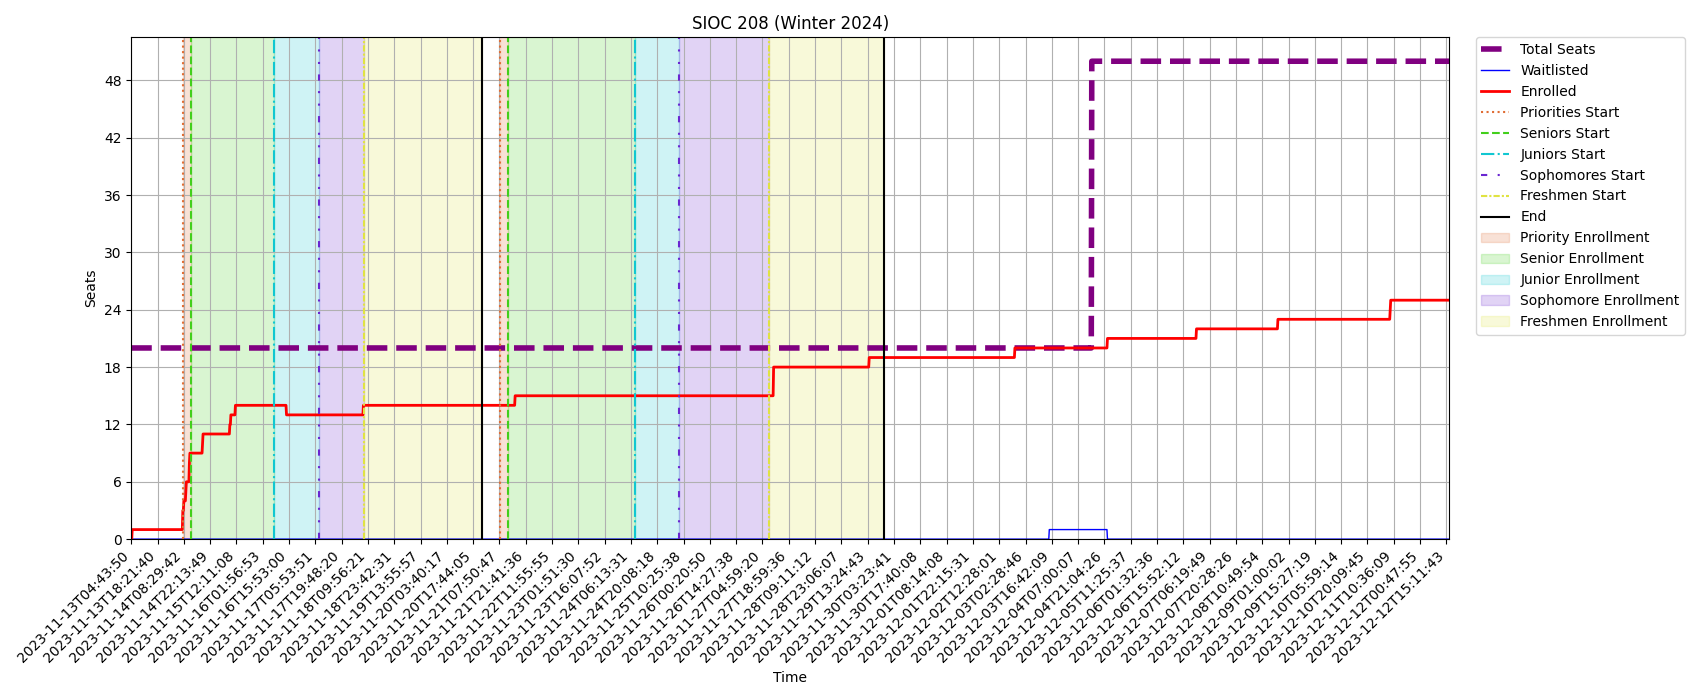 SIOC 208 (Winter 2024)
Seats
48
42
36
30
24
18
12
6
0
2023-11-13T04:43:50
2023-11-13T18:21:40
2023-11-14T08:29:42
2023-11-14T22:13:49
2023-11-15T12:11:08
2023-11-16T01:56:53
2023-11-16T15:53:00
2023-11-17T05:53:51
2023-11-17T19:48:20
2023-11-18T09:56:21
2023-11-18T23:42:31
2023-11-19T13:55:57
2023-11-20T03:40:17
2023-11-20T17:44:05
2023-11-21T07:50:47
2023-11-21T21:41:36
2023-11-22T11:55:55
2023-11-23T01:51:30
2023-11-23T16:07:52
2023-11-24T06:13:31
2023-11-24T20:08:18
2023-11-25T10:25:38
2023-11-26T00:20:50
2023-11-26T14:27:38
2023-11-27T04:59:20
2023-11-27T18:59:36
2023-11-28T09:11:12
2023-11-28T23:06:07
2023-11-29T13:24:43
2023-11-30T03:23:41
2023-11-30T17:40:08
2023-12-01T08:14:08
2023-12-01T22:15:31
2023-12-02T12:28:01
2023-12-03T02:28:46
2023-12-03T16:42:09
2023-12-04T07:00:07
2023-12-04T21:04:26
2023-12-05T11:25:37
2023-12-06T01:32:36
2023-12-06T15:52:12
2023-12-07T06:19:49
2023-12-07T20:28:26
2023-12-08T10:49:54
2023-12-09T01:00:02
2023-12-09T15:27:19
2023-12-10T05:59:14
2023-12-10T20:09:45
2023-12-11T10:36:09
2023-12-12T00:47:55
2023-12-12T15:11:43
Time
Total Seats
Waitlisted
Enrolled
Priorities Start
Seniors Start
Juniors Start
Sophomores Start
Freshmen Start
End
Priority Enrollment
Senior Enrollment
Junior Enrollment
Sophomore Enrollment
Freshmen Enrollment